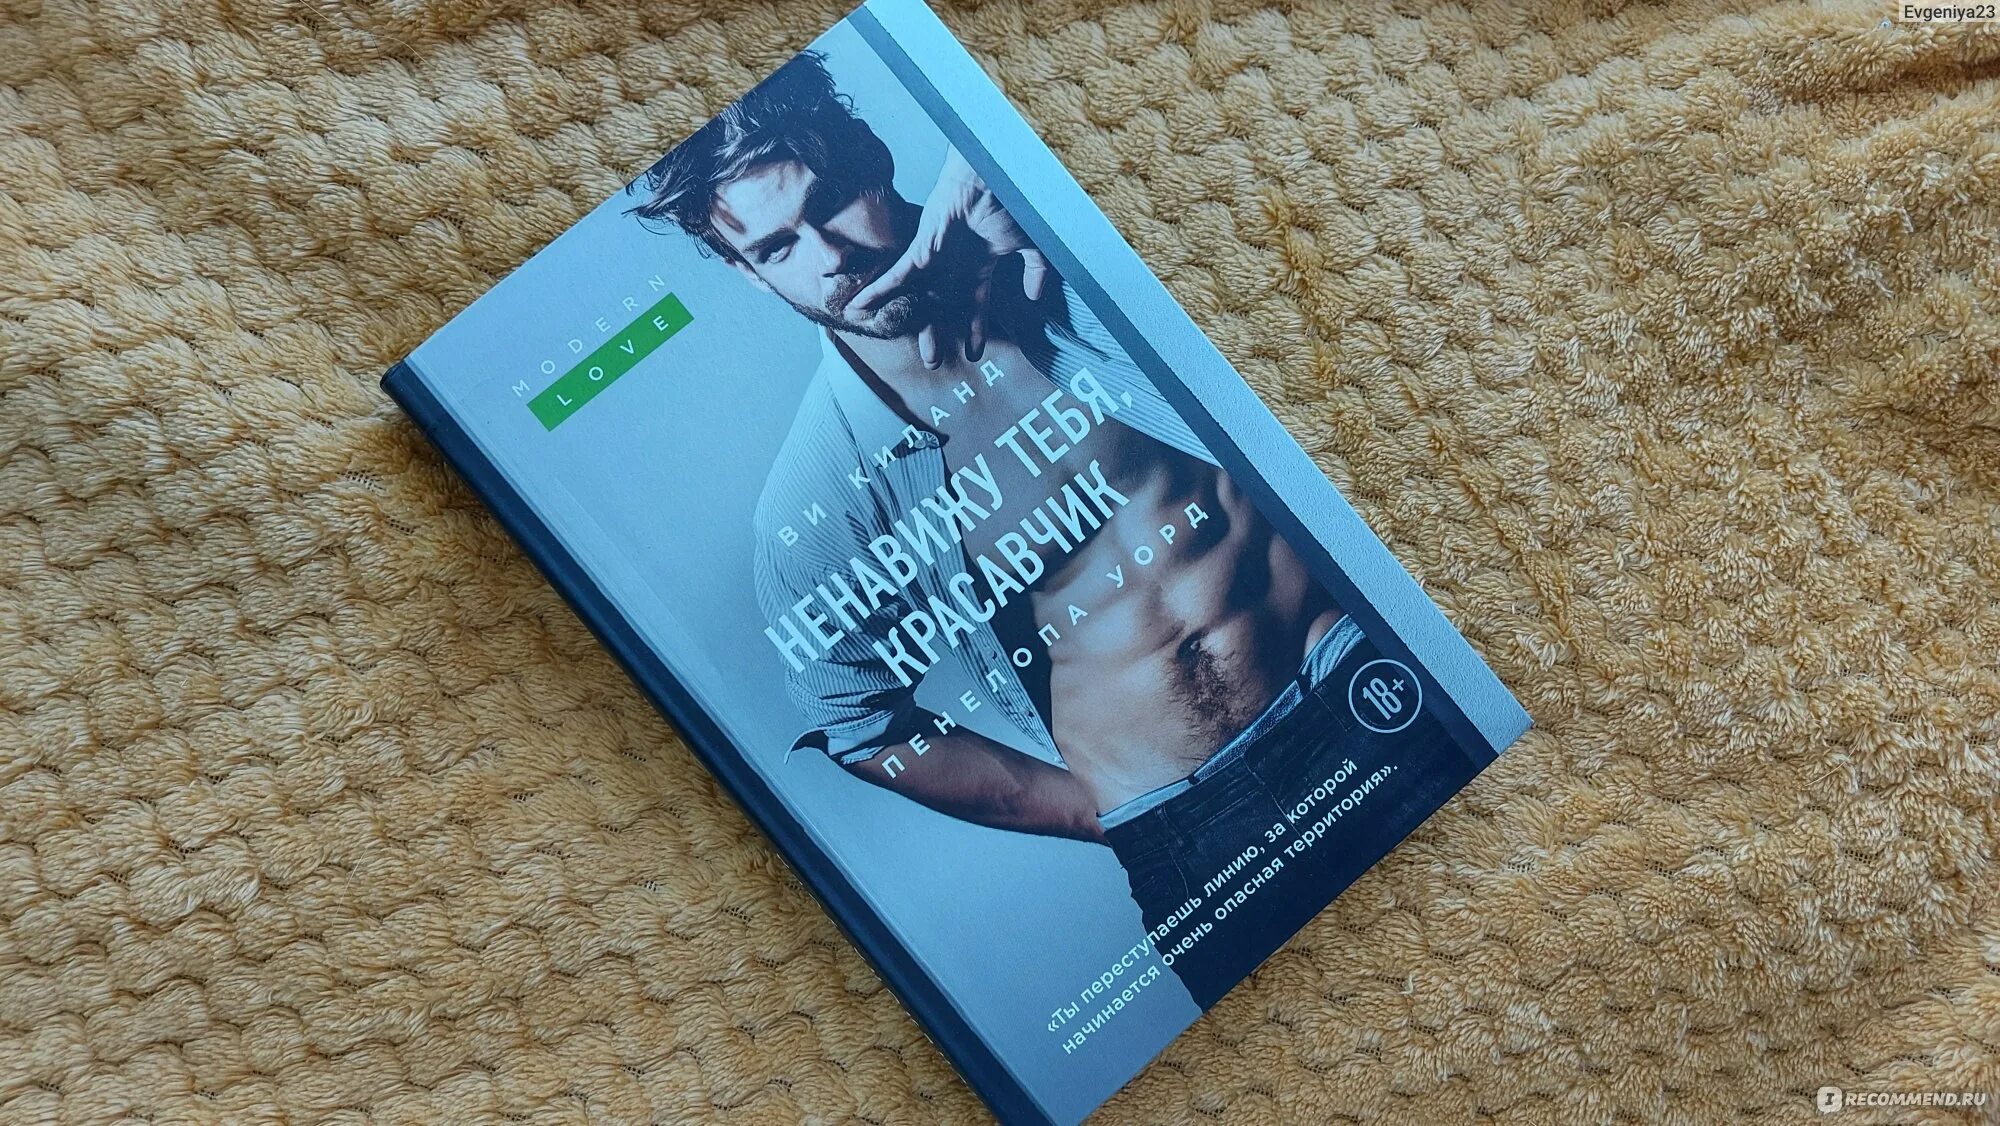 Evgeniya23
MODERN
LOVE
ВИ КИЛАНД
НЕНАВИЖУ ТЕБЯ,
КРАСАВЧИК
ПЕНЕЛОПА УОРД
18+
«Ты переступаешь линию, за которой
начинается очень опасная территория».
IRECOMMEND.RU